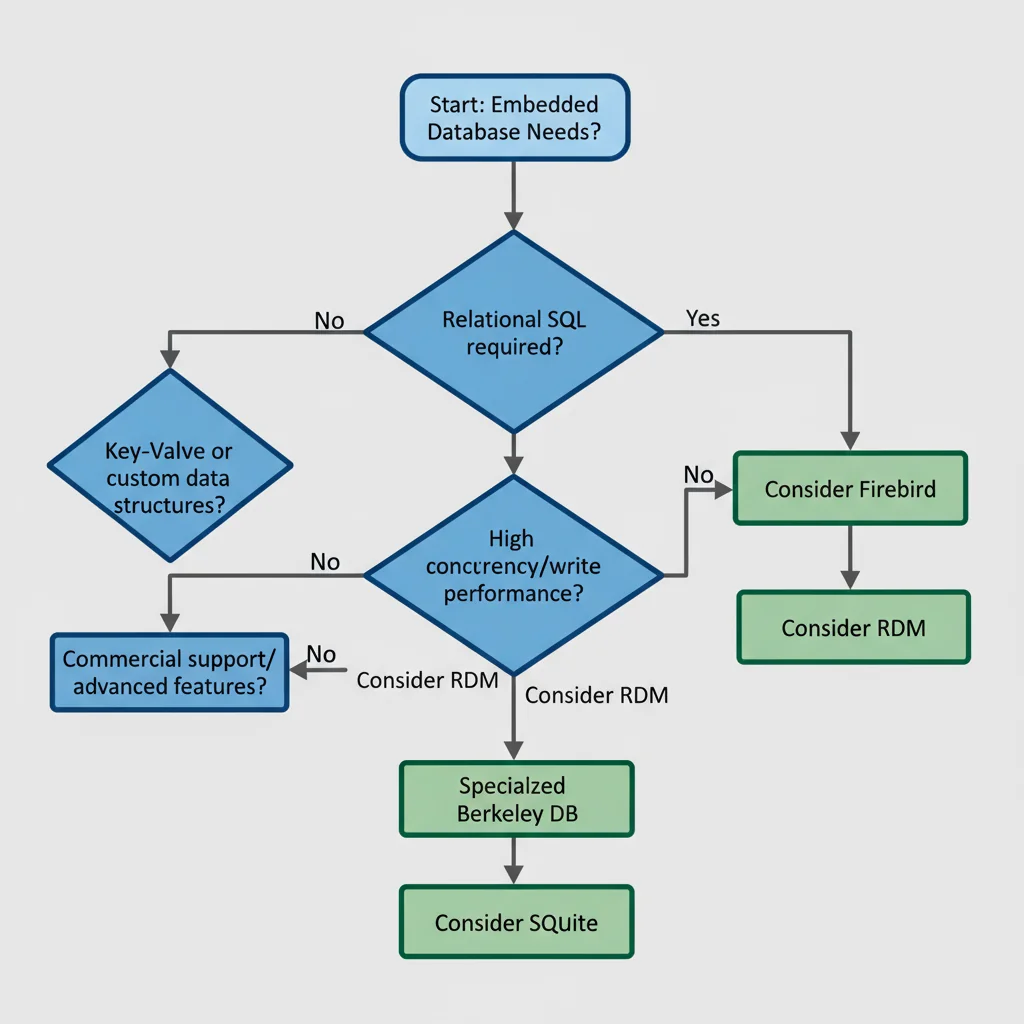 Start: Embedded
Database Needs?
Relational SQL
required?
No
Yes
Key-Valve or
custom data
structures?
No
Consider Firebird
High
concurrency/write
performance?
No
Consider RDM
Commercial support/
advanced features?
No
Consider RDM
Consider RDM
Specialzed
Berkeley DB
Consider SQuite